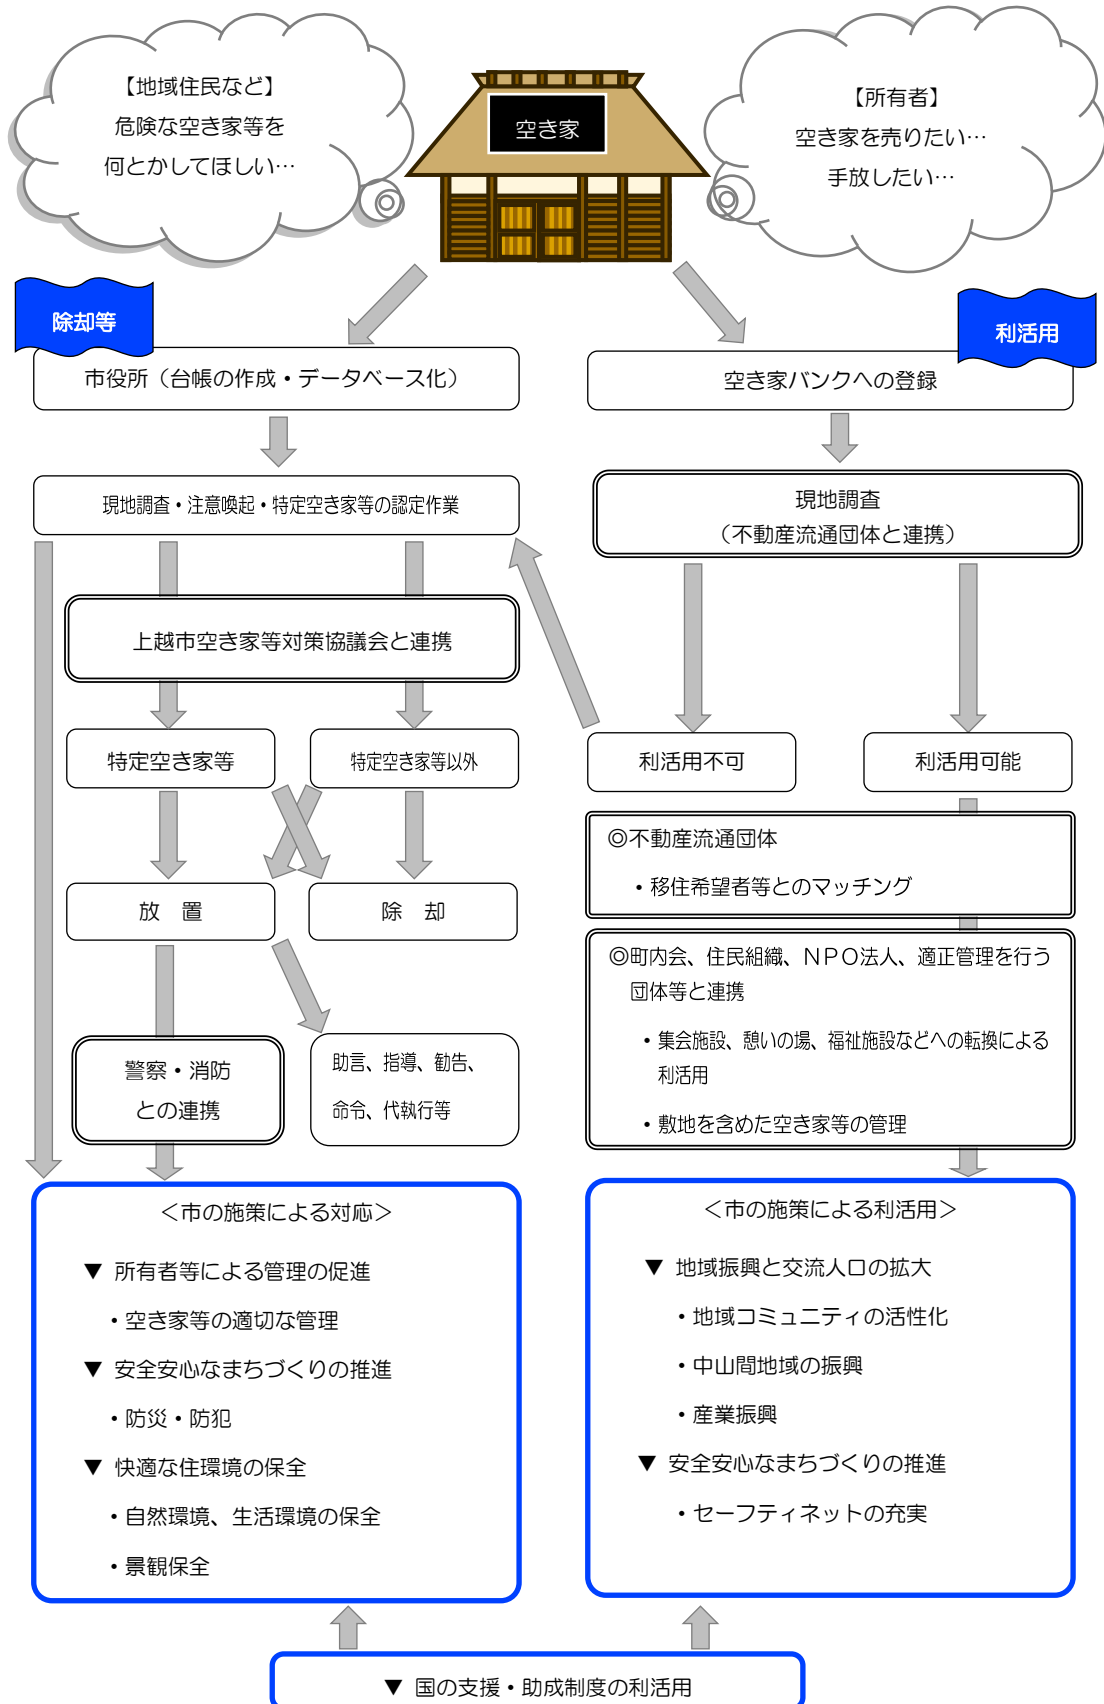 【地域住民など】
危険な空き家等を
何とかしてほしい…
空き家
【所有者】
空き家を売りたい…
手放したい…
除却等
利活用
市役所（台帳の作成・データベース化）
空き家バンクへの登録
現地調査・注意喚起・特定空き家等の認定作業
現地調査
（不動産流通団体と連携）
上越市空き家等対策協議会と連携
特定空き家等
特定空き家等以外
利活用不可
利活用可能
◎不動産流通団体
・移住希望者等とのマッチング
放　置
除　却
◎町内会、住民組織、ＮＰＯ法人、適正管理を行う
団体等と連携
・集会施設、憩いの場、福祉施設などへの転換による
利活用
・敷地を含めた空き家等の管理
警察・消防
との連携
助言、指導、勧告、
命令、代執行等
＜市の施策による対応＞
▼ 所有者等による管理の促進
・空き家等の適切な管理
▼ 安全安心なまちづくりの推進
・防災・防犯
▼ 快適な住環境の保全
・自然環境、生活環境の保全
・景観保全
＜市の施策による利活用＞
▼ 地域振興と交流人口の拡大
・地域コミュニティの活性化
・中山間地域の振興
・産業振興
▼ 安全安心なまちづくりの推進
・セーフティネットの充実
▼ 国の支援・助成制度の利活用